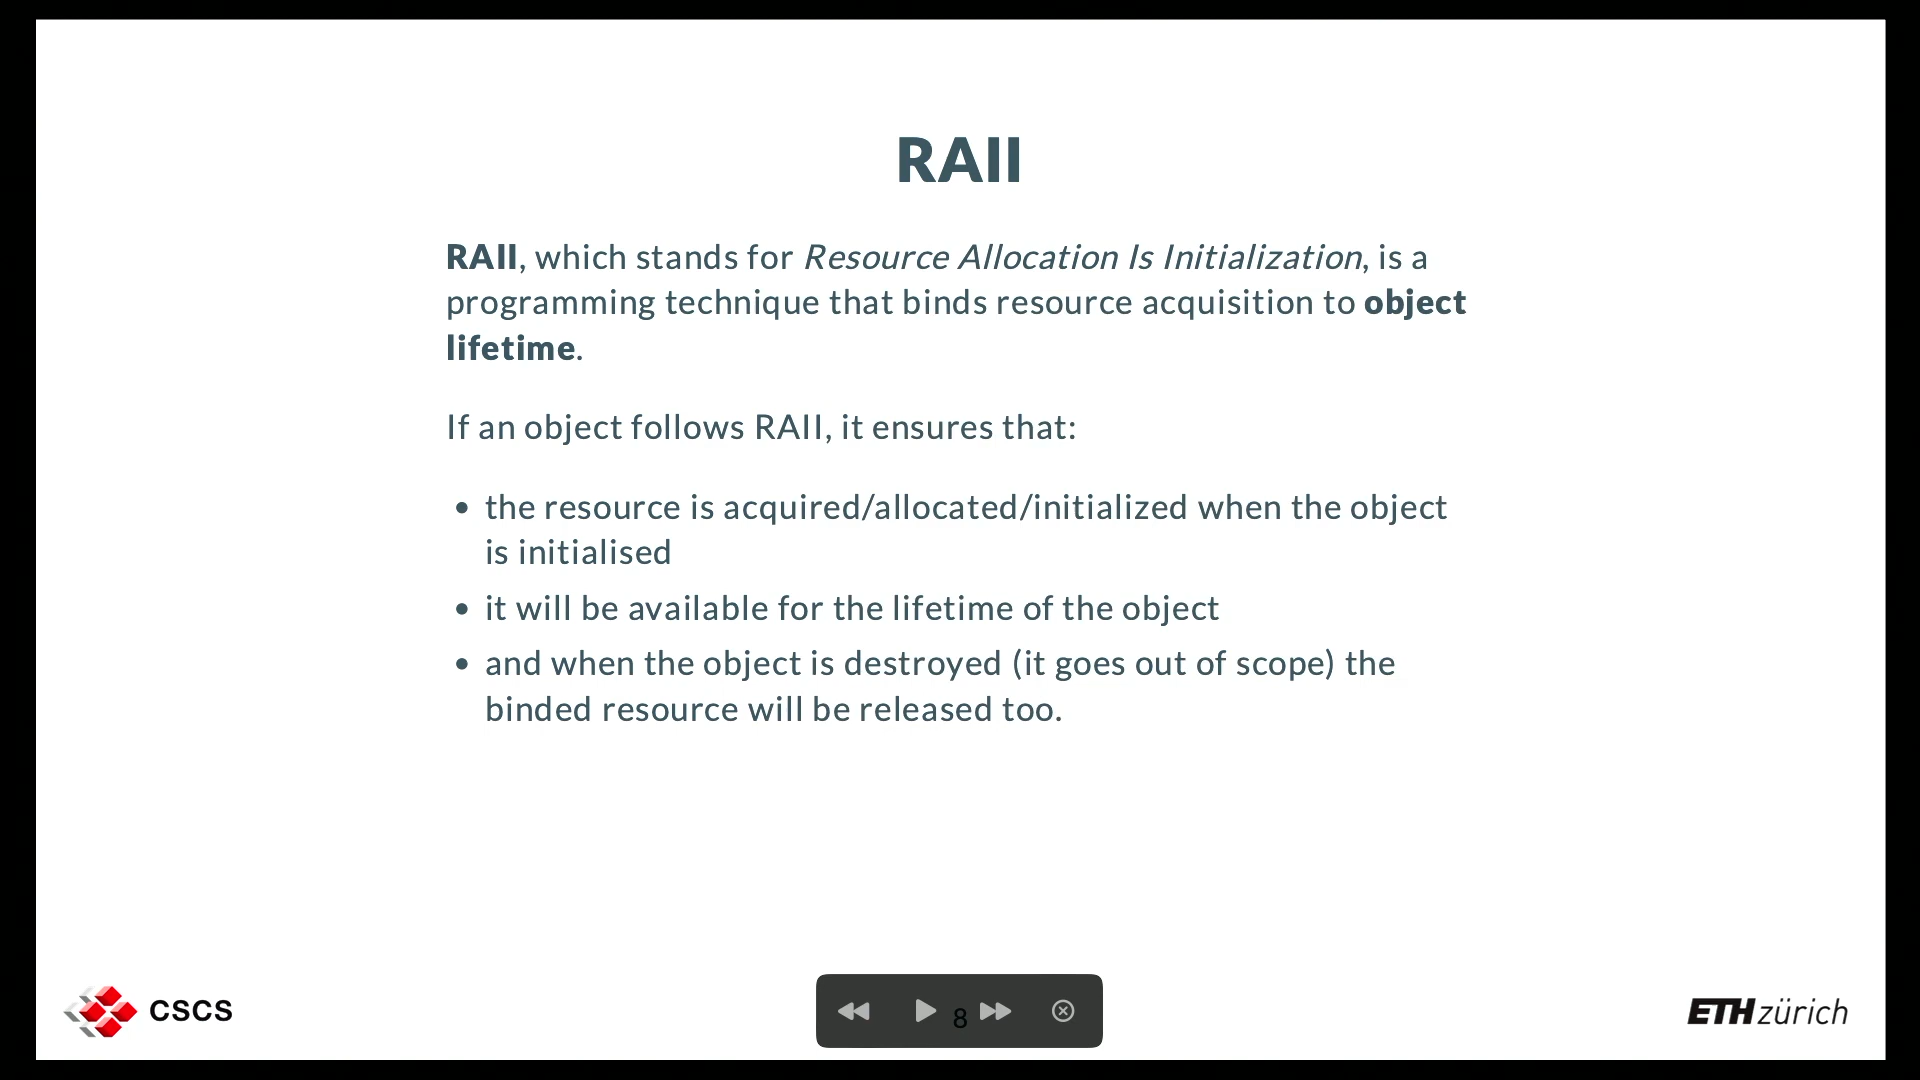 RAII
RAII, which stands for Resource Allocation Is Initialization, is a
programming technique that binds resource acquisition to object
lifetime.
If an object follows RAII, it ensures that:
• the resource is acquired/allocated/initialized when the object
is initialised
• it will be available for the lifetime of the object
• and when the object is destroyed (it goes out of scope) the
binded resource will be released too.
CSCS
8
ETH zürich